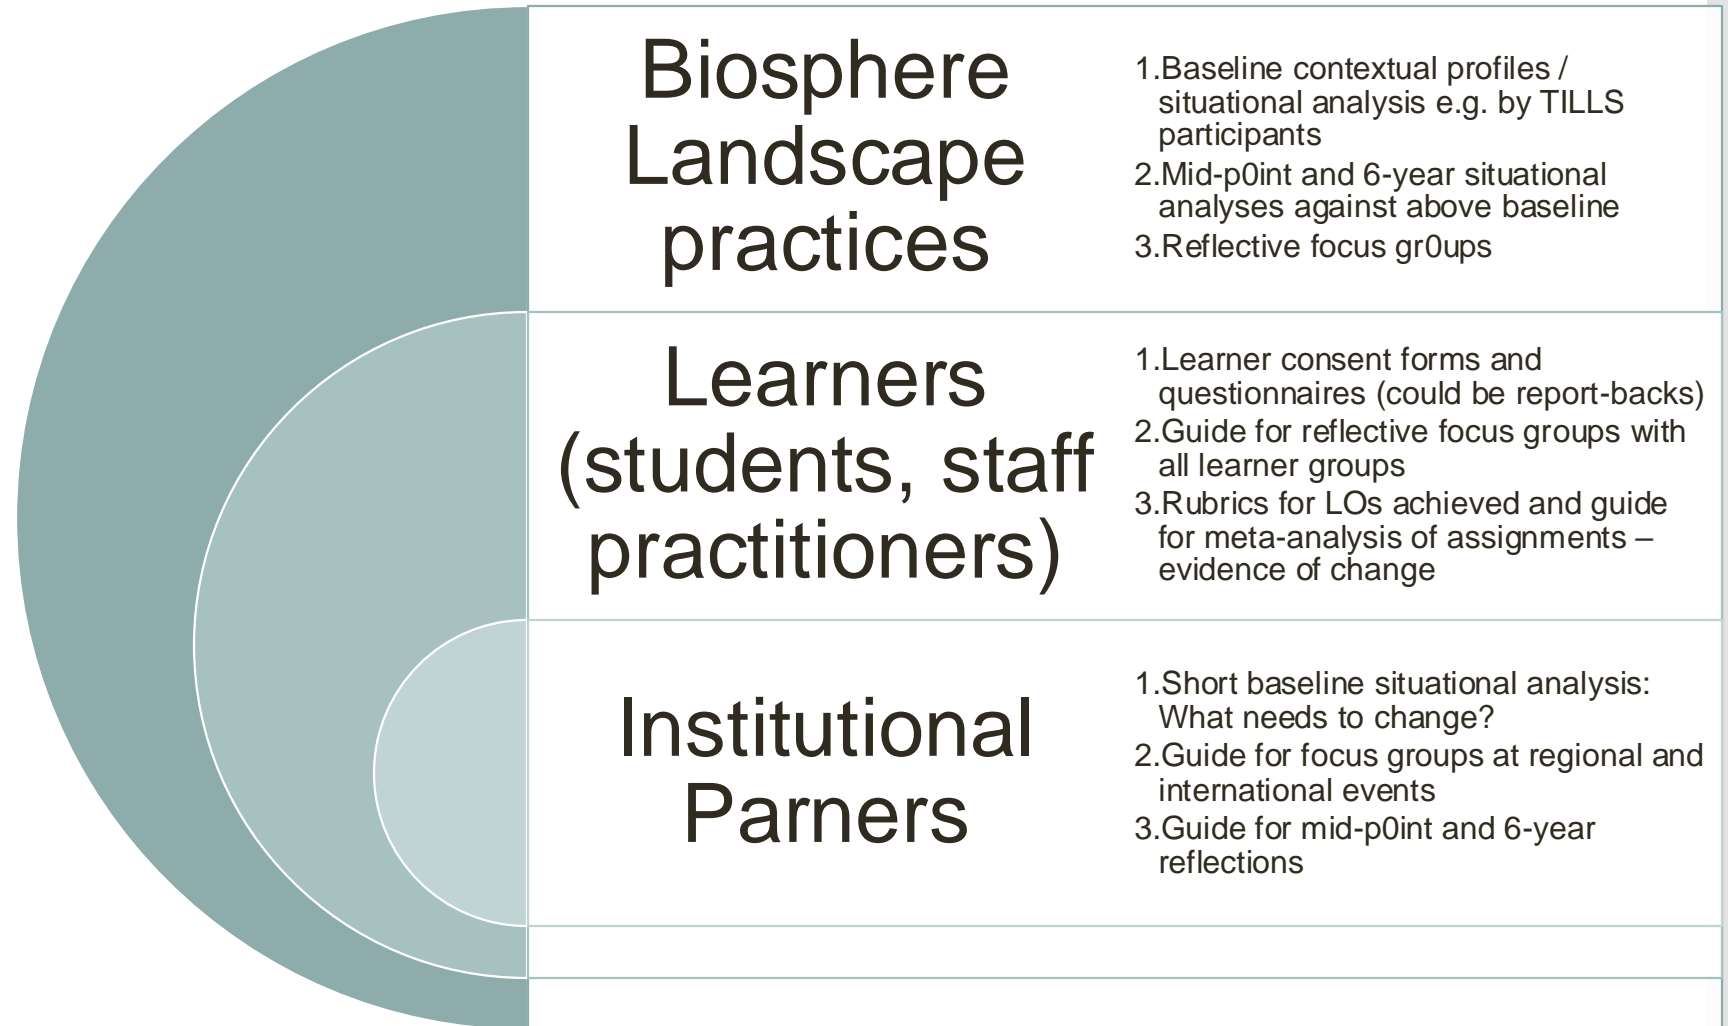 Biosphere
Landscape
practices
1.Baseline contextual profiles /
situational analysis e.g. by TILLS
participants
2.Mid-p0int and 6-year situational
analyses against above baseline
3.Reflective focus gr0ups
Learners
(students, staff
practitioners)
1.Learner consent forms and
questionnaires (could be report-backs)
2.Guide for reflective focus groups with
all learner groups
3.Rubrics for LOs achieved and guide
for meta-analysis of assignments –
evidence of change
Institutional
Parners
1.Short baseline situational analysis:
What needs to change?
2.Guide for focus groups at regional and
international events
3.Guide for mid-p0int and 6-year
reflections